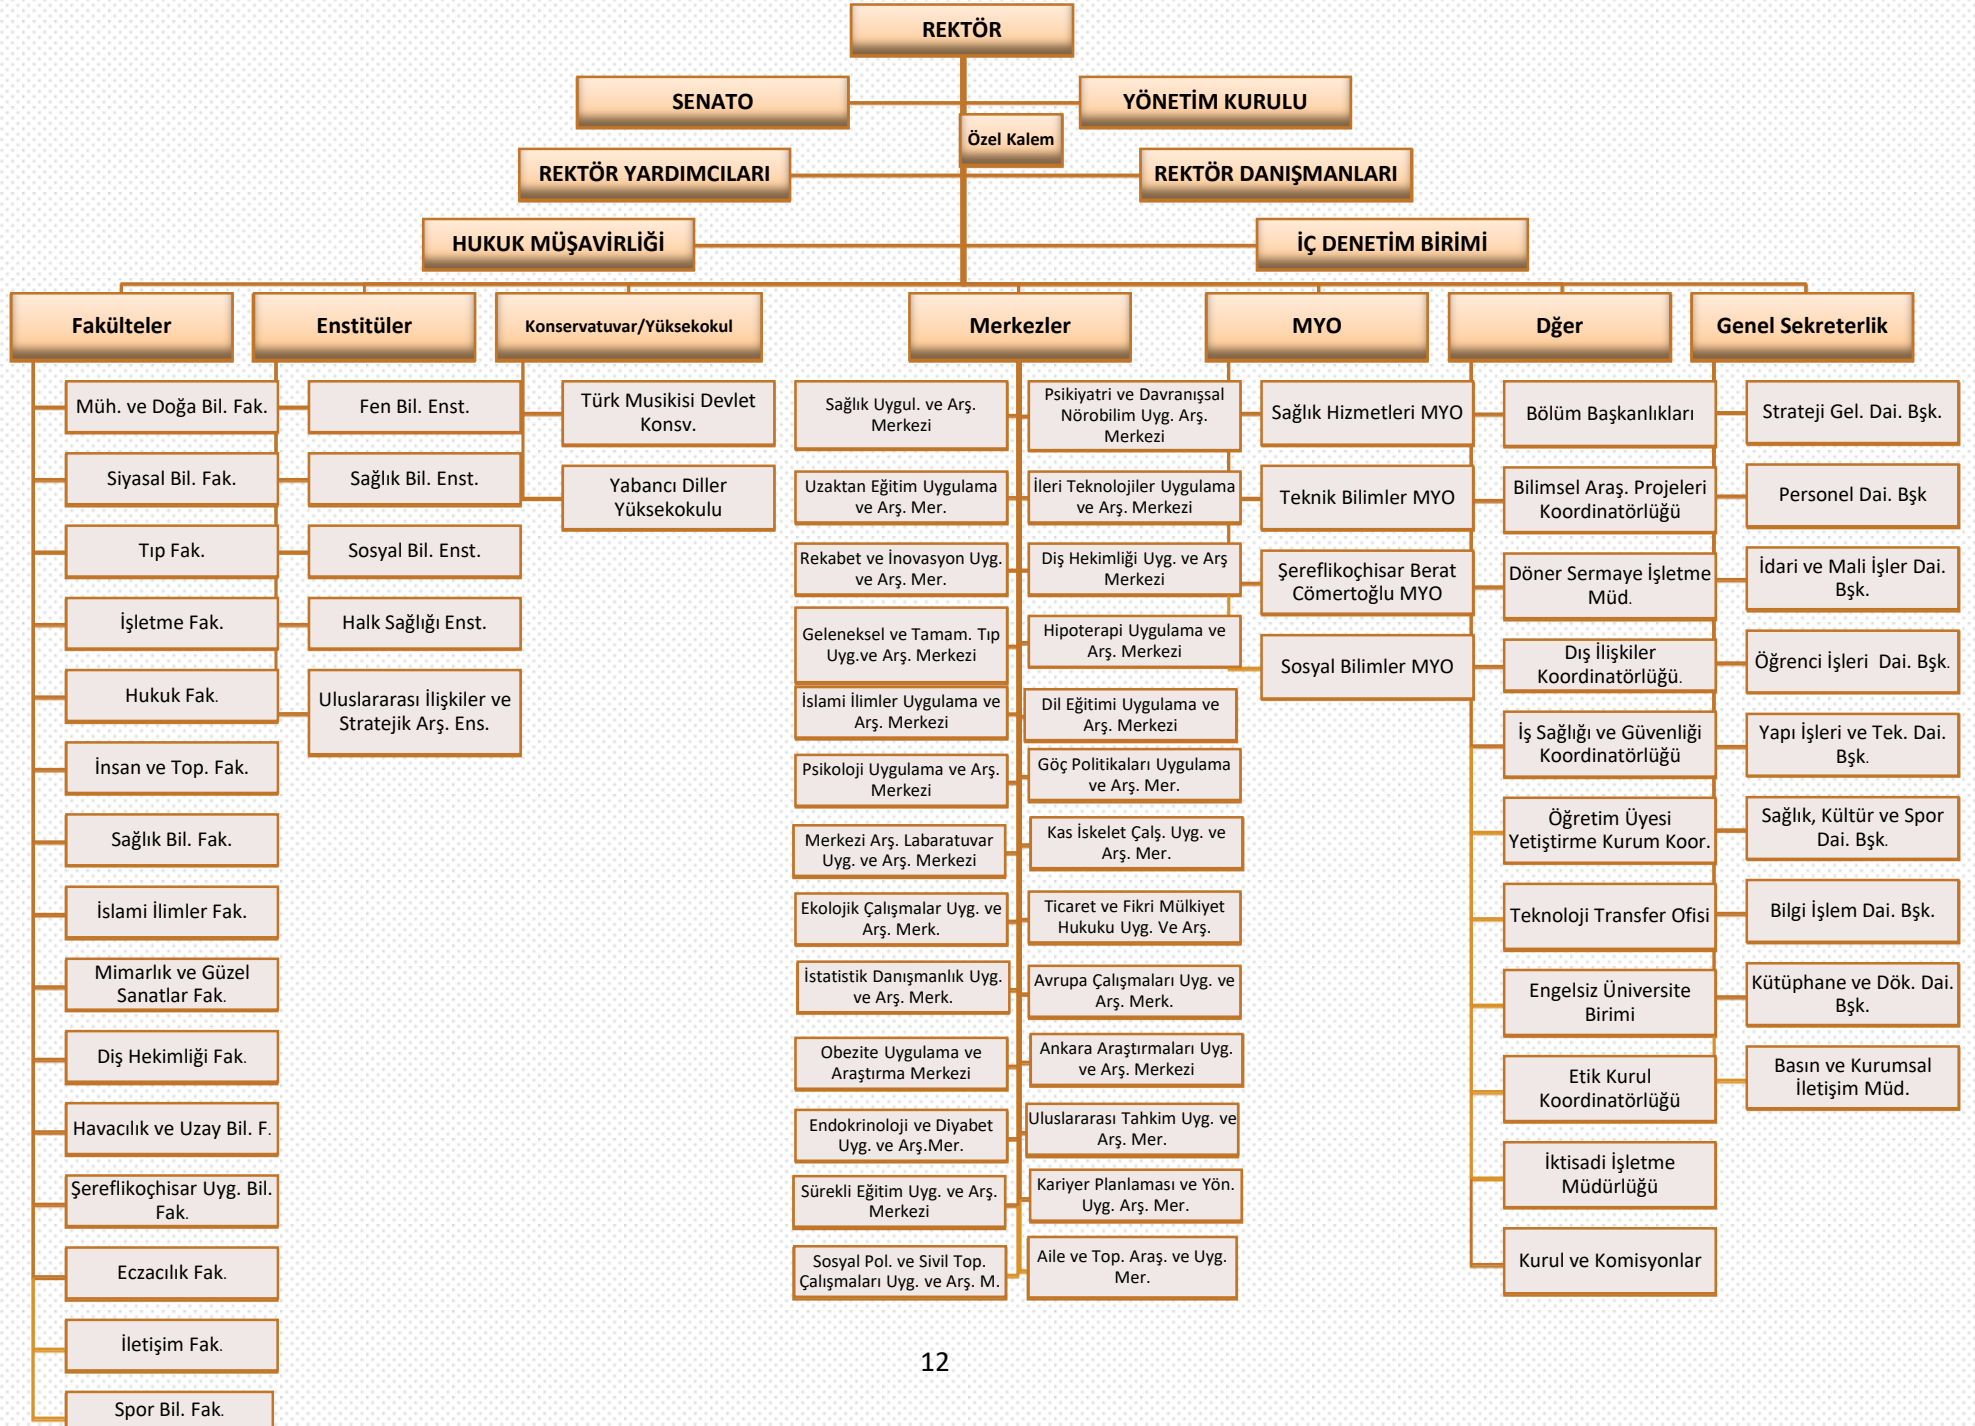 REKTÖR
SENATO
YÖNETİM KURULU
Özel Kalem
REKTÖR YARDIMCILARI
REKTÖR DANIŞMANLARI
HUKUK MÜŞAVİRLİĞİ
İÇ DENETİM BİRİMİ
Fakülteler
Müh. ve Doğa Bil. Fak.
Siyasal Bil. Fak.
Tıp Fak.
İşletme Fak.
Hukuk Fak.
İnsan ve Top. Fak.
Sağlık Bil. Fak.
İslami İlimler Fak.
Mimarlık ve Güzel
Sanatlar Fak.
Diş Hekimliği Fak.
Havacılık ve Uzay Bil. F.
Şereflikoçhisar Uyg. Bil.
Fak.
Eczacılık Fak.
İletişim Fak.
Spor Bil. Fak.
Enstitüler
Fen Bil. Enst.
Sağlık Bil. Enst.
Sosyal Bil. Enst.
Halk Sağlığı Enst.
Uluslararası İlişkiler ve
Stratejik Arş. Ens.
Konservatuvar/Yüksekokul
Türk Musikisi Devlet
Konsv.
Yabancı Diller
Yüksekokulu
Merkezler
Sağlık Uygul. ve Arş.
Merkezi
Uzaktan Eğitim Uygulama
ve Arş. Mer.
Rekabet ve İnovasyon Uyg.
ve Arş. Mer.
Geleneksel ve Tamam. Tıp
Uyg.ve Arş. Merkezi
İslami İlimler Uygulama ve
Arş. Merkezi
Psikoloji Uygulama ve Arş.
Merkezi
Merkezi Arş. Labaratuvar
Uyg. ve Arş. Merkezi
Ekolojik Çalışmalar Uyg. ve
Arş. Merk.
İstatistik Danışmanlık Uyg.
ve Arş. Merk.
Obezite Uygulama ve
Araştırma Merkezi
Endokrinoloji ve Diyabet
Uyg. ve Arş.Mer.
Sürekli Eğitim Uyg. ve Arş.
Merkezi
Sosyal Pol. ve Sivil Top.
Çalışmaları Uyg. ve Arş. M.
Psikiyatri ve Davranışsal
Nörobilim Uyg. Arş.
Merkezi
İleri Teknolojiler Uygulama
ve Arş. Merkezi
Diş Hekimliği Uyg. ve Arş
Merkezi
Hipoterapi Uygulama ve
Arş. Merkezi
Dil Eğitimi Uygulama ve
Arş. Merkezi
Göç Politikaları Uygulama
ve Arş. Mer.
Kas İskelet Çalş. Uyg. ve
Arş. Mer.
Ticaret ve Fikri Mülkiyet
Hukuku Uyg. Ve Arş.
Avrupa Çalışmaları Uyg. ve
Arş. Merk.
Ankara Araştırmaları Uyg.
ve Arş. Merkezi
Uluslararası Tahkim Uyg. ve
Arş. Mer.
Kariyer Planlaması ve Yön.
Uyg. Arş. Mer.
Aile ve Top. Araş. ve Uyg.
Mer.
MYO
Sağlık Hizmetleri MYO
Teknik Bilimler MYO
Şereflikoçhisar Berat
Cömertoğlu MYO
Sosyal Bilimler MYO
Dğer
Bölüm Başkanlıkları
Bilimsel Araş. Projeleri
Koordinatörlüğü
Döner Sermaye İşletme
Müd.
Dış İlişkiler
Koordinatörlüğü.
İş Sağlığı ve Güvenliği
Koordinatörlüğü
Öğretim Üyesi
Yetiştirme Kurum Koor.
Teknoloji Transfer Ofisi
Engelsiz Üniversite
Birimi
Etik Kurul
Koordinatörlüğü
İktisadi İşletme
Müdürlüğü
Kurul ve Komisyonlar
Genel Sekreterlik
Strateji Gel. Dai. Bşk.
Personel Dai. Bşk
İdari ve Mali İşler Dai.
Bşk.
Öğrenci İşleri  Dai. Bşk.
Yapı İşleri ve Tek. Dai.
Bşk.
Sağlık, Kültür ve Spor
Dai. Bşk.
Bilgi İşlem Dai. Bşk.
Kütüphane ve Dök. Dai.
Bşk.
Basın ve Kurumsal
İletişim Müd.
12